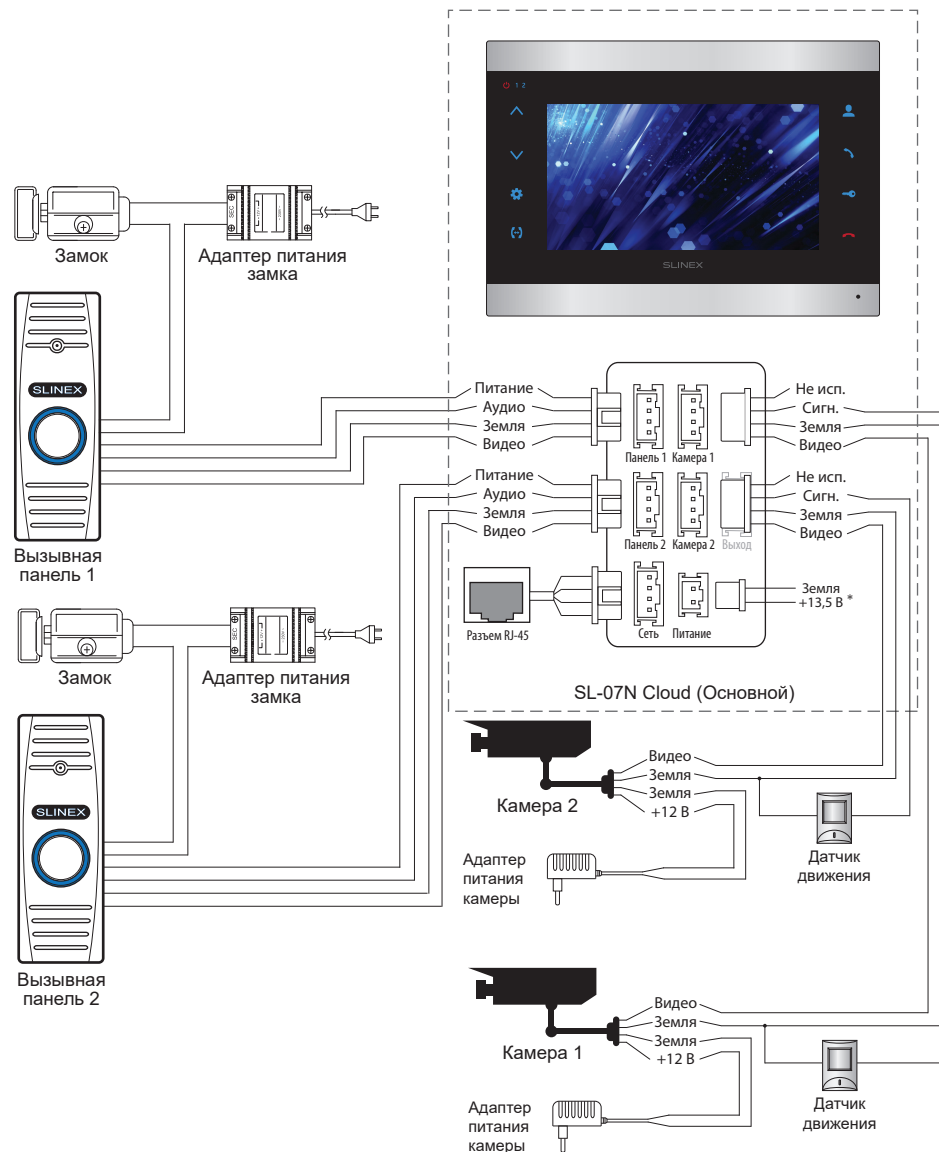 1 2
SLINEX
Замок
Адаптер питания
замка
SLINEX
Вызывная
панель 1
Питание
Аудио
Земля
Видео
Панель 1
Камера 1
Не исп.
Сигн.
Земля
Видео
Питание
Аудио
Земля
Видео
Панель 2
Камера 2
Выход
Не исп.
Сигн.
Земля
Видео
Разъем RJ-45
Сеть
Питание
Земля
+13,5 В *
SL-07N Cloud (Основной)
Замок
Адаптер питания
замка
SLINEX
Вызывная
панель 2
Камера 2
Видео
Земля
Земля
+12 В
Адаптер
питания
камеры
Датчик
движения
Камера 1
Видео
Земля
Земля
+12 В
Адаптер
питания
камеры
Датчик
движения